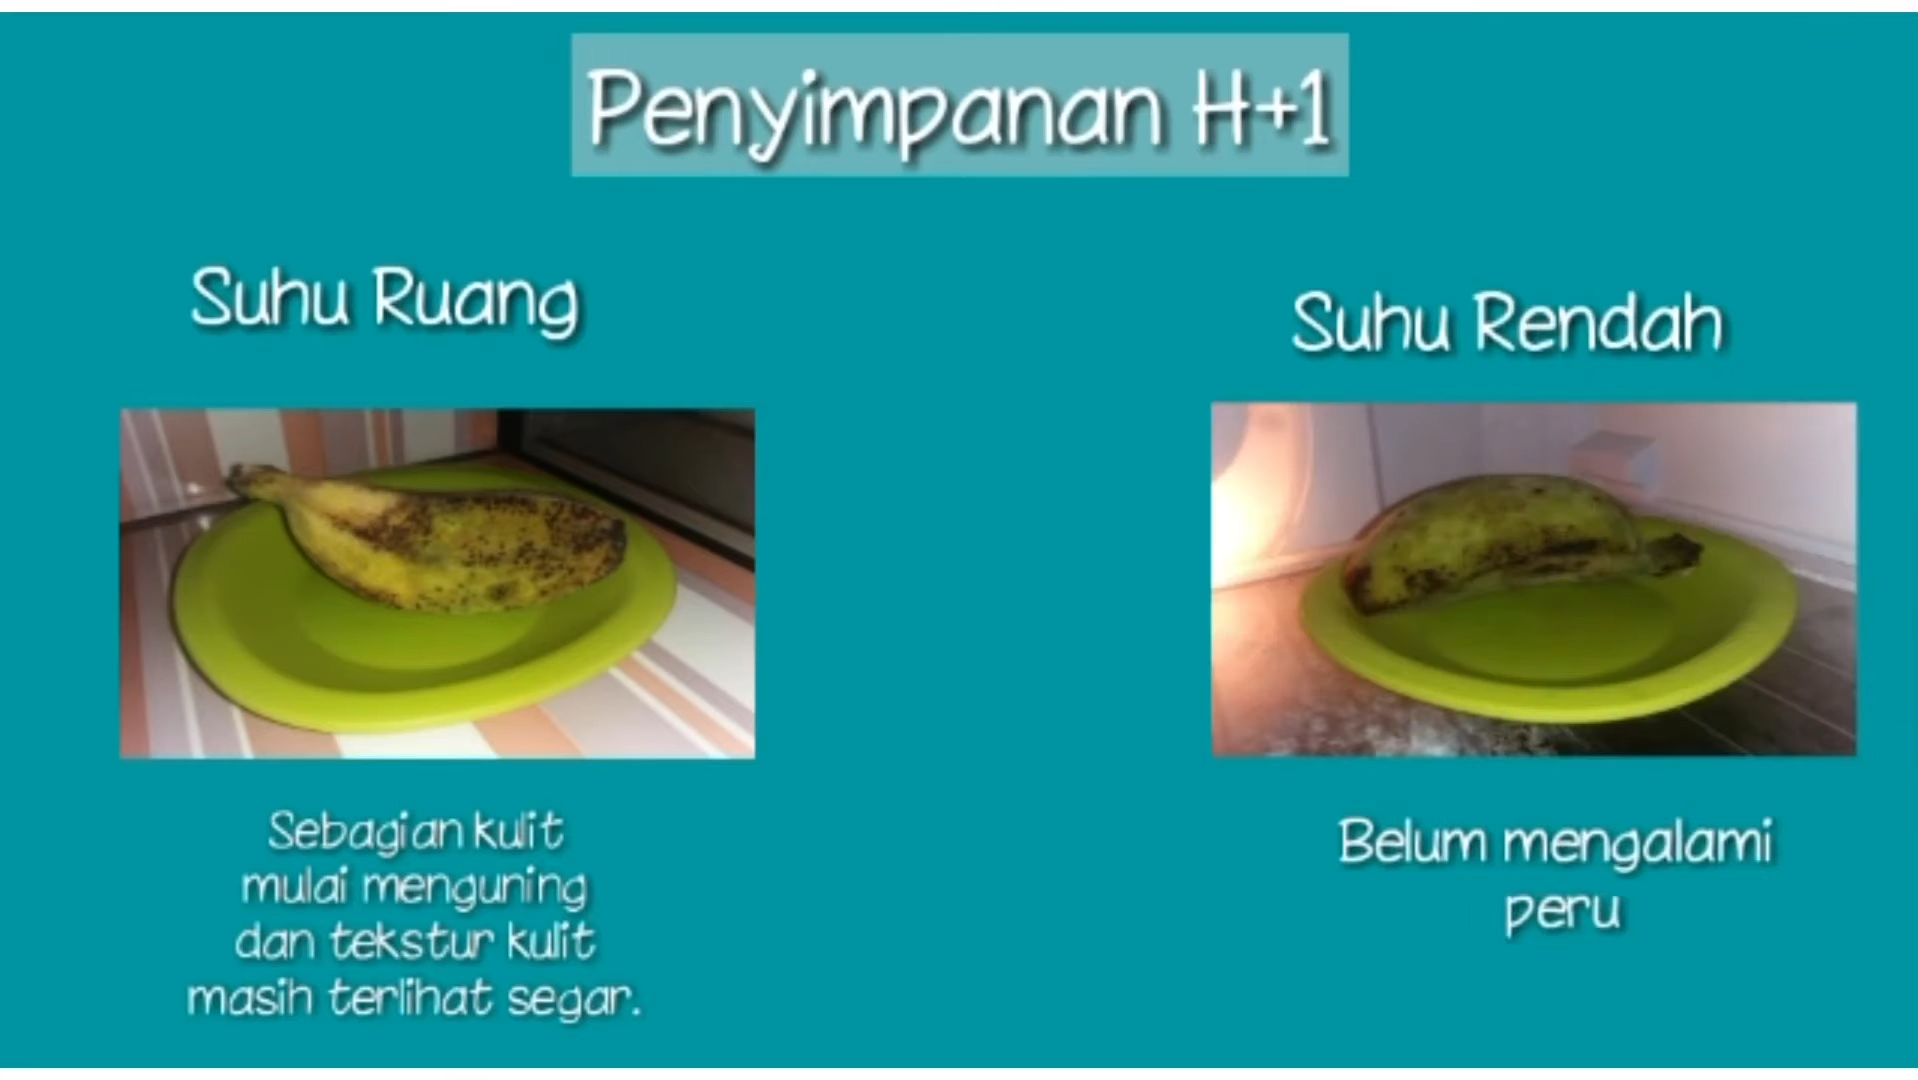 Penyimpanan H+1
Suhu Ruang
Suhu Rendah
Sebagian kulit
mulai menguning
dan tekstur kulit
masih terlihat segar.
Belum mengalami
peru